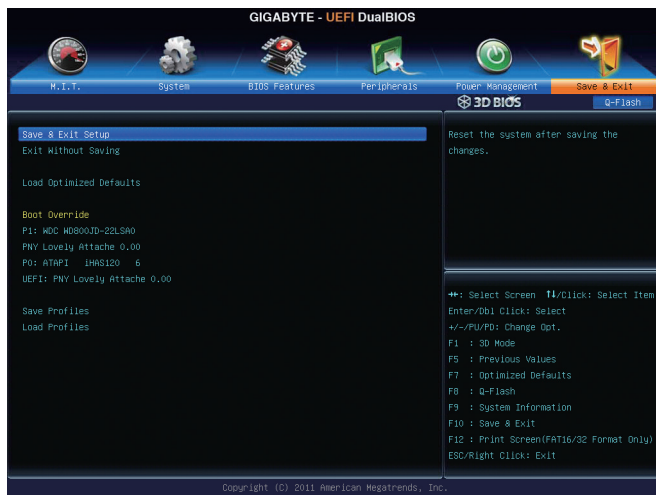 GIGABYTE - UEFI DualBIOS
M.I.T.
System
BIOS Features
Peripherals
Power Management
Save & Exit
3D BIOS
Q-Flash
Save & Exit Setup
Exit Without Saving
Load Optimized Defaults
Boot Override
P1: WDC WD800JD-22LSA0
PNY Lovely Attache 0.00
P0: ATAPI iHAS120 6
UEFI: PNY Lovely Attache 0.00
Save Profiles
Load Profiles
Reset the system after saving the
changes.
→←: Select Screen ↑↓/Click: Select Item
Enter/Dbl Click: Select
+/-/PU/PD: Change Opt.
F1 : 3D Mode
F5 : Previous Values
F7 : Optimized Defaults
F8 : Q-Flash
F9 : System Information
F10 : Save & Exit
F12 : Print Screen(FAT16/32 Format Only)
ESC/Right Click: Exit
Copyright (C) 2011 American Megatrends, Inc.